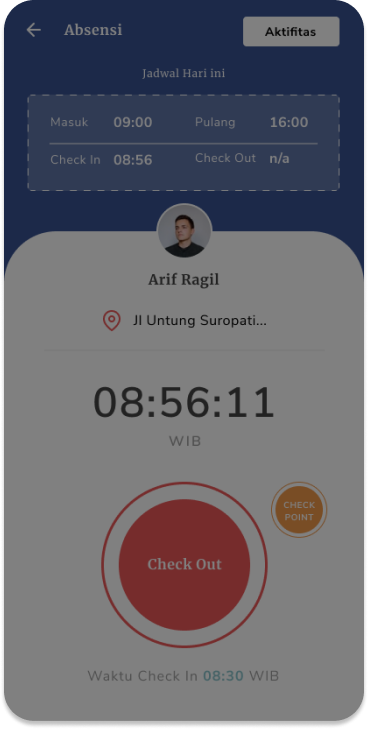 Absensi
Aktifitas
Jadwal Hari ini
Masuk 09:00 Pulang 16:00
Check In 08:56 Check Out n/a
Arif Ragil
Jl Untung Suropati...
08:56:11
WIB
CHECK
POINT
Check Out
Waktu Check In 08:30 WIB